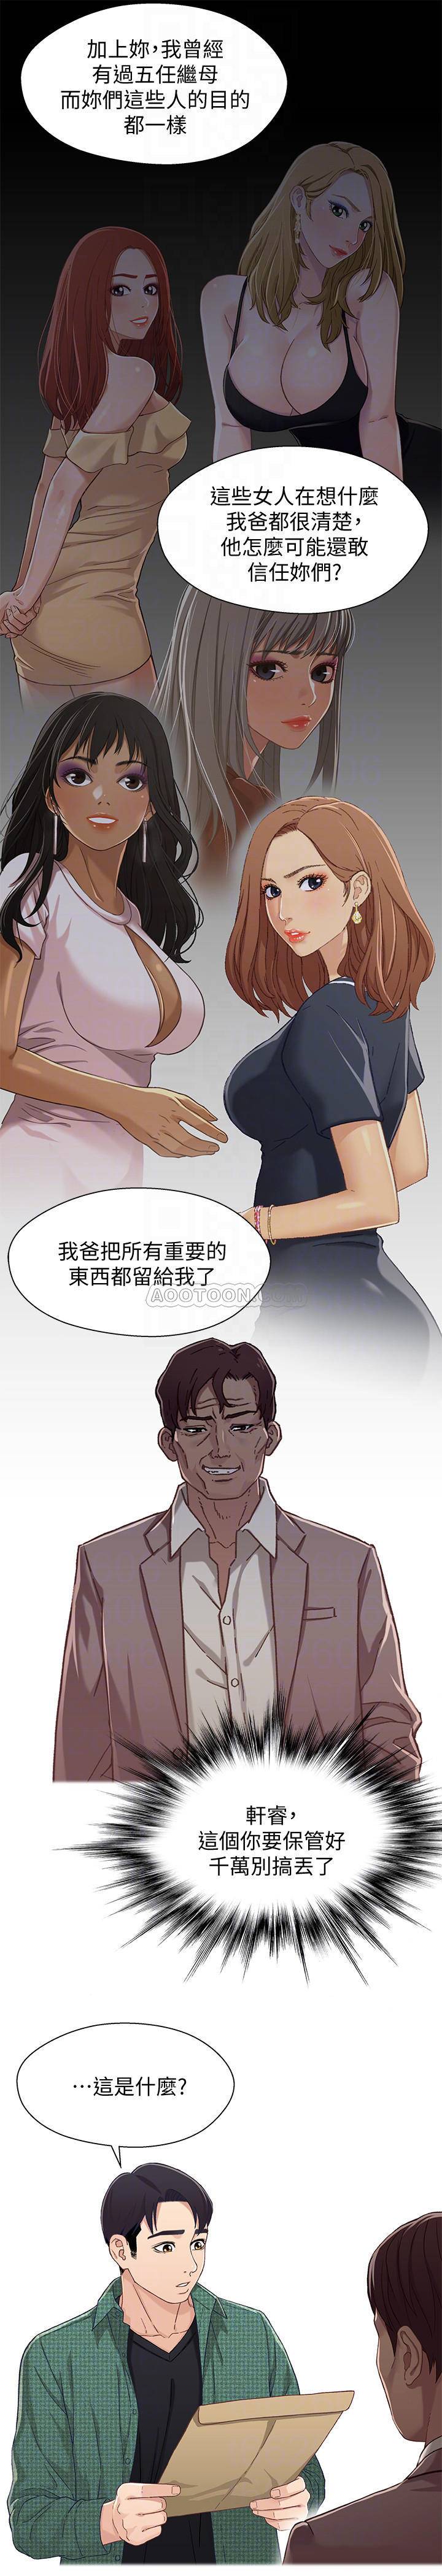 加上妳,我曾經
有過五任繼母
而妳們這些人的目的
都一樣
這些女人在想什麼
我爸都很清楚,
他怎麼可能還敢
信任妳們?
我爸把所有重要的
東西都留給我了
AOOTOON.COM
軒睿,
這個你要保管好
千萬別搞丟了
…這是什麼?